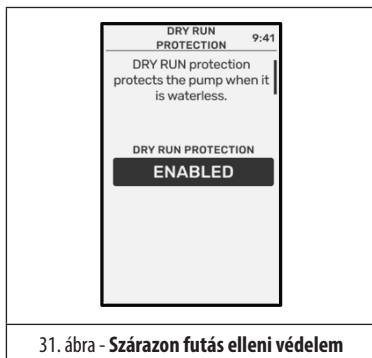 DRY RUN
PROTECTION
9:41
DRY RUN protection
protects the pump when it
is waterless.
DRY RUN PROTECTION
ENABLED
31. ábra - Szárazon futás elleni védelem